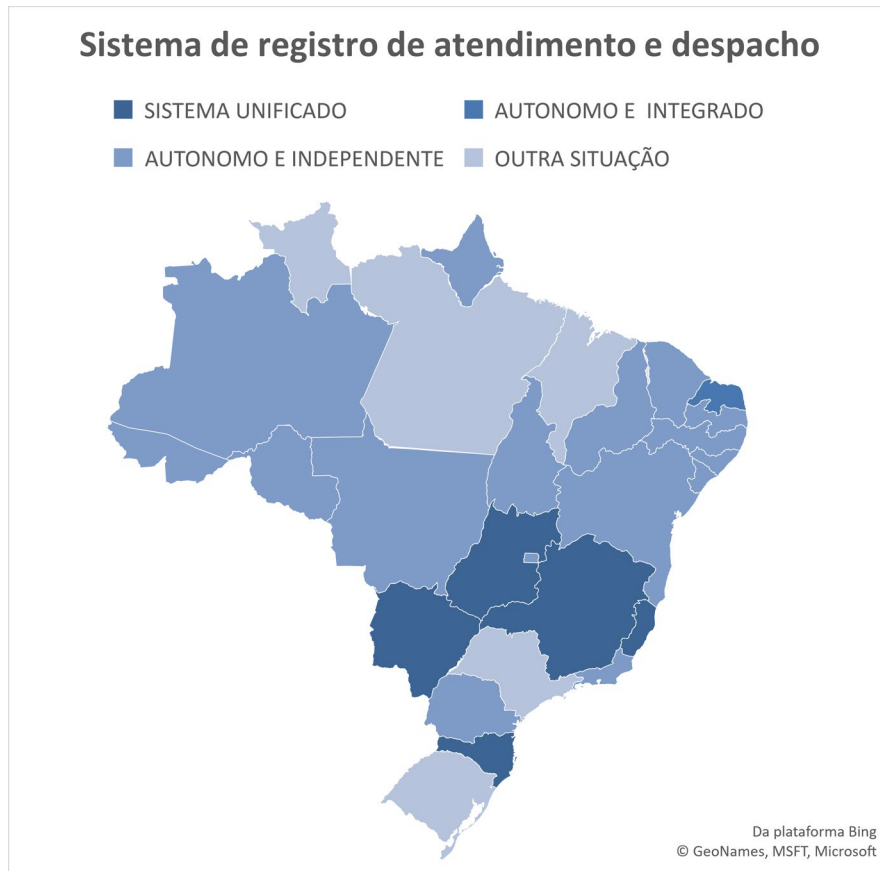 Sistema de registro de atendimento e despacho
SISTEMA UNIFICADO
AUTONOMO E INTEGRADO
AUTONOMO E INDEPENDENTE
OUTRA SITUAÇÃO
Da plataforma Bing
© GeoNames, MSFT, Microsoft